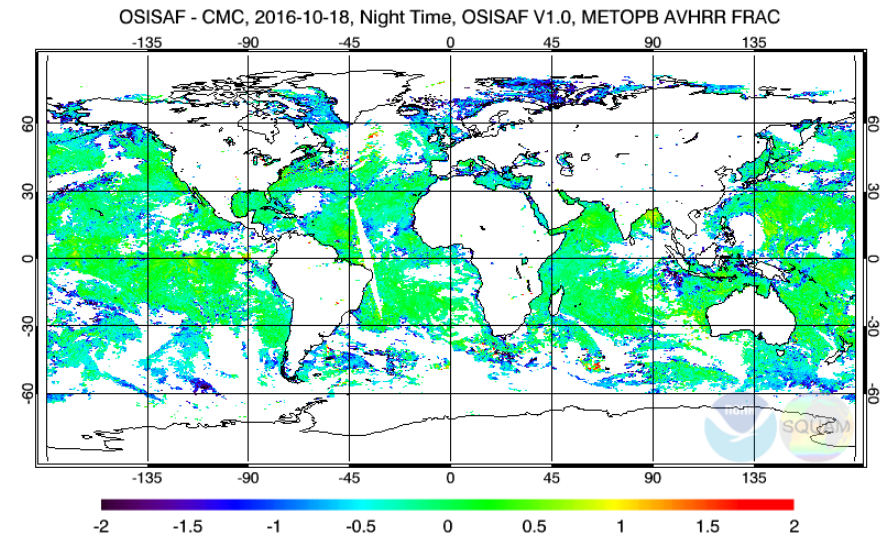 OSISAF - CMC, 2016-10-18, Night Time, OSISAF V1.0, METOPB AVHRR FRAC
-135 -90 -45 0 45 90 135
60 60
30 30
0 0
-30 -30
-60 -60
noaa
SQUAM
-135 -90 -45 0 45 90 135
-2 -1.5 -1 -0.5 0 0.5 1 1.5 2